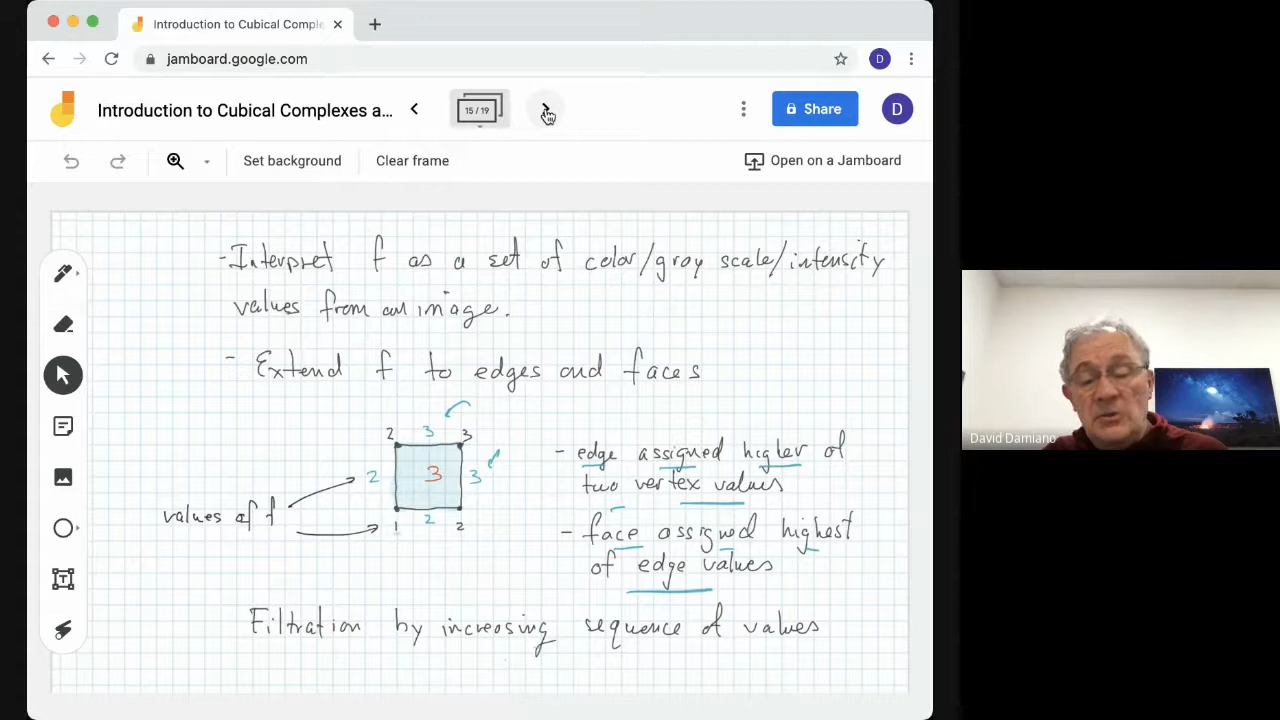 Introduction to Cubical Comple
jamboard.google.com
D
Introduction to Cubical Complexes a...
15 / 19
Share
D
Set background
Clear frame
Open on a Jamboard
- Interpret f as a set of color/gray scale/intensity
values from an image.
- Extend f to edges and faces
2 3 3
2 3 3
1 2 2
values of f
- edge assigned higher of
two vertex values
- face assigned highest
of edge values
Filtration by increasing sequence of values
David Damiano